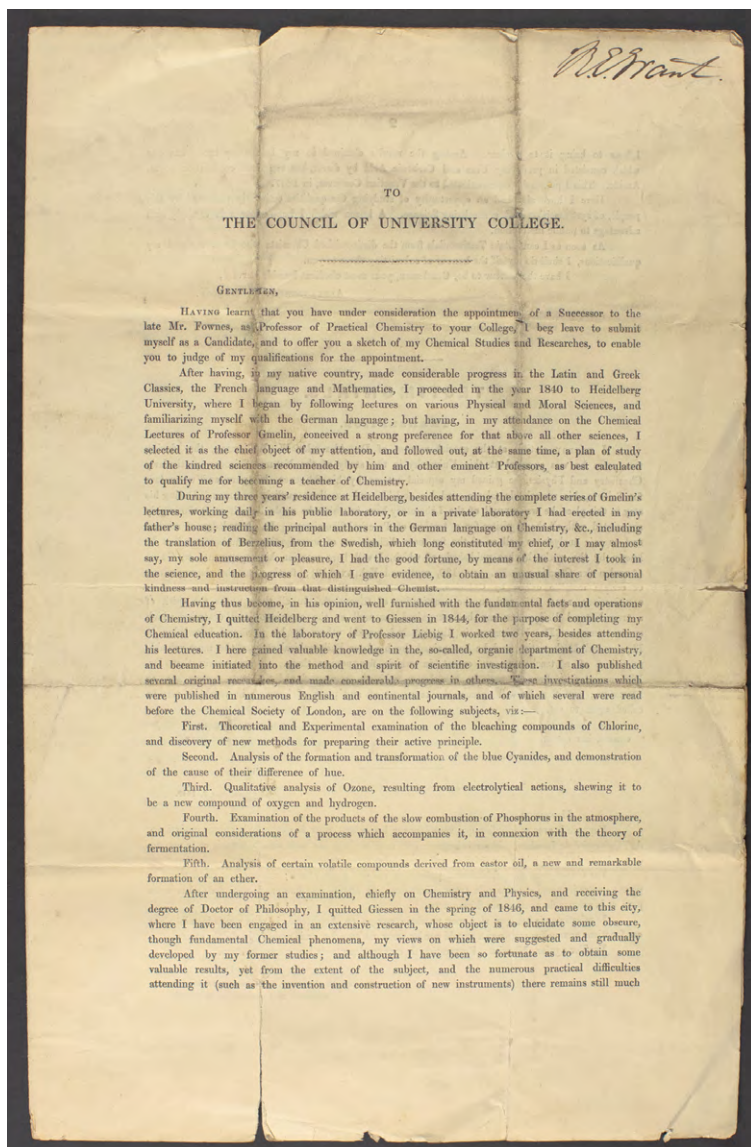 R. E. Grant.
TO
THE COUNCIL OF UNIVERSITY COLLEGE.
GENTLEMEN,
HAVING learnt that you have under consideration the appointment of a Successor to the
late Mr. Fownes, as Professor of Practical Chemistry to your College, I beg leave to submit
myself as a Candidate, and to offer you a sketch of my Chemical Studies and Researches, to enable
you to judge of my qualifications for the appointment.
After having, in my native country, made considerable progress in the Latin and Greek
Classics, the French language and Mathematics, I proceeded in the year 1840 to Heidelberg
University, where I began by following lectures on various Physical and Moral Sciences, and
familiarizing myself with the German language; but having, in my attendance on the Chemical
Lectures of Professor Gmelin, conceived a strong preference for that above all other sciences, I
selected it as the chief object of my attention, and followed out, at the same time, a plan of study
of the kindred sciences recommended by him and other eminent Professors, as best calculated
to qualify me for becoming a teacher of Chemistry.
During my three years' residence at Heidelberg, besides attending the complete series of Gmelin's
lectures, working daily in his public laboratory, or in a private laboratory I had erected in my
father's house; reading the principal authors in the German language on Chemistry, &c., including
the translation of Berzelius, from the Swedish, which long constituted my chief, or I may almost
say, my sole amusement or pleasure, I had the good fortune, by means of the interest I took in
the science, and the progress of which I gave evidence, to obtain an unusual share of personal
kindness and instruction from that distinguished Chemist.
Having thus become, in his opinion, well furnished with the fundamental facts and operations
of Chemistry, I quitted Heidelberg and went to Giessen in 1844, for the purpose of completing my
Chemical education. In the laboratory of Professor Liebig I worked two years, besides attending
his lectures. I here gained valuable knowledge in the, so-called, organic department of Chemistry,
and became initiated into the method and spirit of scientific investigation. I also published
several original researches, and made considerable progress in others. These investigations which
were published in numerous English and continental journals, and of which several were read
before the Chemical Society of London, are on the following subjects, viz:—
First. Theoretical and Experimental examination of the bleaching compounds of Chlorine,
and discovery of new methods for preparing their active principle.
Second. Analysis of the formation and transformation of the blue Cyanides, and demonstration
of the cause of their difference of hue.
Third. Qualitative analysis of Ozone, resulting from electrolytical actions, shewing it to
be a new compound of oxygen and hydrogen.
Fourth. Examination of the products of the slow combustion of Phosphorus in the atmosphere,
and original considerations of a process which accompanies it, in connexion with the theory of
fermentation.
Fifth. Analysis of certain volatile compounds derived from castor oil, a new and remarkable
formation of an ether.
After undergoing an examination, chiefly on Chemistry and Physics, and receiving the
degree of Doctor of Philosophy, I quitted Giessen in the spring of 1846, and came to this city,
where I have been engaged in an extensive research, whose object is to elucidate some obscure,
though fundamental Chemical phenomena, my views on which were suggested and gradually
developed by my former studies; and although I have been so fortunate as to obtain some
valuable results, yet from the extent of the subject, and the numerous practical difficulties
attending it (such as the invention and construction of new instruments) there remains still much